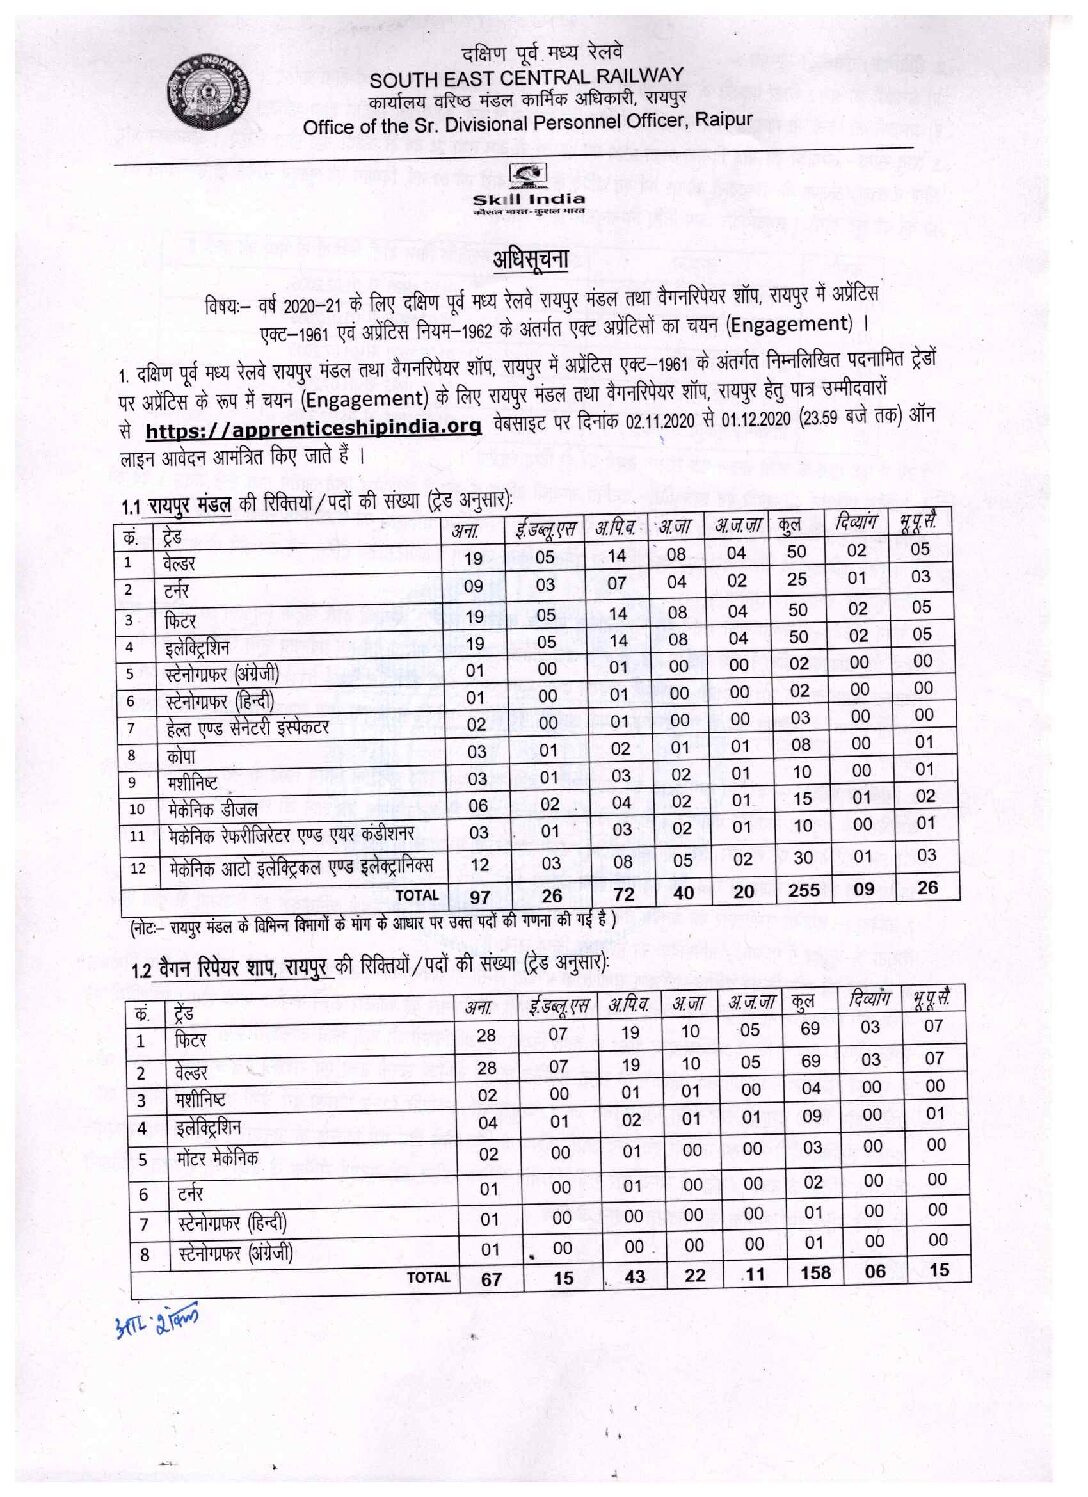 दक्षिण पूर्व मध्य रेलवे
SOUTH EAST CENTRAL RAILWAY
कार्यालय वरिष्ठ मंडल कार्मिक अधिकारी, रायपुर
Office of the Sr. Divisional Personnel Officer, Raipur
Skill India
कौशल भारत-कुशल भारत
अधिसूचना
विषयः– वर्ष 2020–21 के लिए दक्षिण पूर्व मध्य रेलवे रायपुर मंडल तथा वैगनरिपेयर शॉप, रायपुर में अप्रेंटिस
एक्ट–1961 एवं अप्रेंटिस नियम–1962 के अंतर्गत एक्ट अप्रेंटिसों का चयन (Engagement) ।
1. दक्षिण पूर्व मध्य रेलवे रायपुर मंडल तथा वैगनरिपेयर शॉप, रायपुर में अप्रेंटिस एक्ट–1961 के अंतर्गत निम्नलिखित पदनामित ट्रेडों
पर अप्रेंटिस के रूप में चयन (Engagement) के लिए रायपुर मंडल तथा वैगनरिपेयर शॉप, रायपुर हेतु पात्र उम्मीदवारों
से https://apprenticeshipindia.org वेबसाइट पर दिनांक 02.11.2020 से 01.12.2020 (23.59 बजे तक) ऑन
लाइन आवेदन आमंत्रित किए जाते हैं ।
1.1 रायपुर मंडल की रिक्तियों/पदों की संख्या (ट्रेड अनुसार):
कं. ट्रेड अना. ई.डब्लू.एस अ.पि.व. अ.जा अ.ज.जा कुल दिव्यांग भू.पू.सै.
1 वेल्डर 19 05 14 08 04 50 02 05
2 टर्नर 09 03 07 04 02 25 01 03
3 फिटर 19 05 14 08 04 50 02 05
4 इलेक्ट्रिशिन 19 05 14 08 04 50 02 05
5 स्टेनोग्राफर (अंग्रेजी) 01 00 01 00 00 02 00 00
6 स्टेनोग्राफर (हिन्दी) 01 00 01 00 00 02 00 00
7 हेल्त एण्ड सेनेटरी इंस्पेकटर 02 00 01 00 00 03 00 00
8 कोपा 03 01 02 01 01 08 00 01
9 मशीनिष्ट 03 01 03 02 01 10 00 01
10 मेकेनिक डीजल 06 02 04 02 01 15 01 02
11 मेकेनिक रेफरीजिरेटर एण्ड एयर कंडीशनर 03 01 03 02 01 10 00 01
12 मेकेनिक आटो इलेक्ट्रिकल एण्ड इलेक्ट्रानिक्स 12 03 08 05 02 30 01 03
TOTAL 97 26 72 40 20 255 09 26
(नोटः– रायपुर मंडल के विभिन्न विभागों के मांग के आधार पर उक्त पदों की गणना की गई है )
1.2 वैगन रिपेयर शाप, रायपुर की रिक्तियों/पदों की संख्या (ट्रेड अनुसार):
कं. ट्रेंड अना. ई.डब्लू.एस अ.पि.व. अ.जा अ.ज.जा कुल दिव्यांग भू.पू.सै.
1 फिटर 28 07 19 10 05 69 03 07
2 वेल्डर 28 07 19 10 05 69 03 07
3 मशीनिष्ट 02 00 01 01 00 04 00 00
4 इलेक्ट्रिशिन 04 01 02 01 01 09 00 01
5 मोंटर मेकेनिक 02 00 01 00 00 03 00 00
6 टर्नर 01 00 01 00 00 02 00 00
7 स्टेनोग्राफर (हिन्दी) 01 00 00 00 00 01 00 00
8 स्टेनोग्राफर (अंग्रेजी) 01 00 00 00 00 01 00 00
TOTAL 67 15 43 22 11 158 06 15